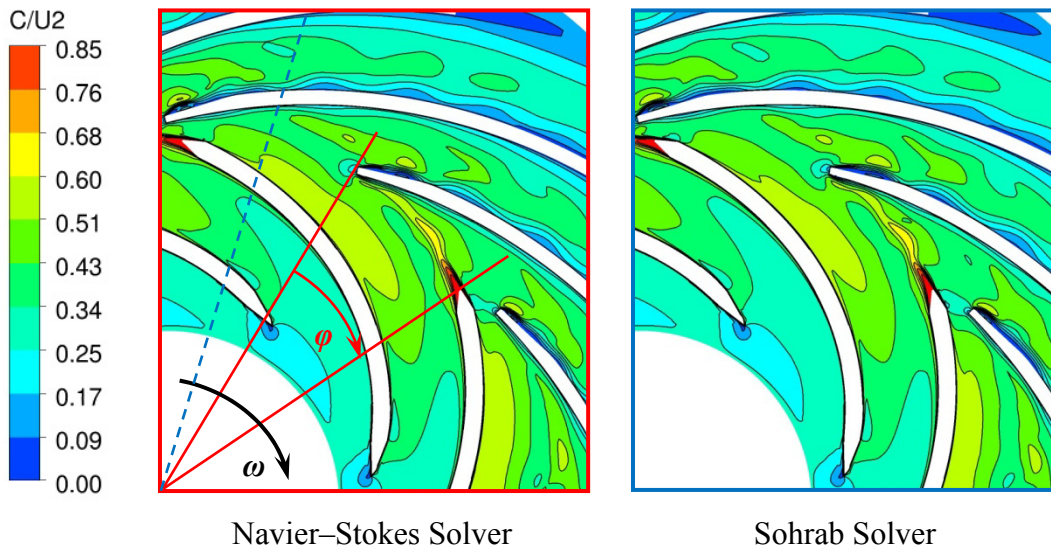 C/U2
0.85
0.76
0.68
0.60
0.51
0.43
0.34
0.25
0.17
0.09
0.00
φ
ω
Navier–Stokes Solver
Sohrab Solver